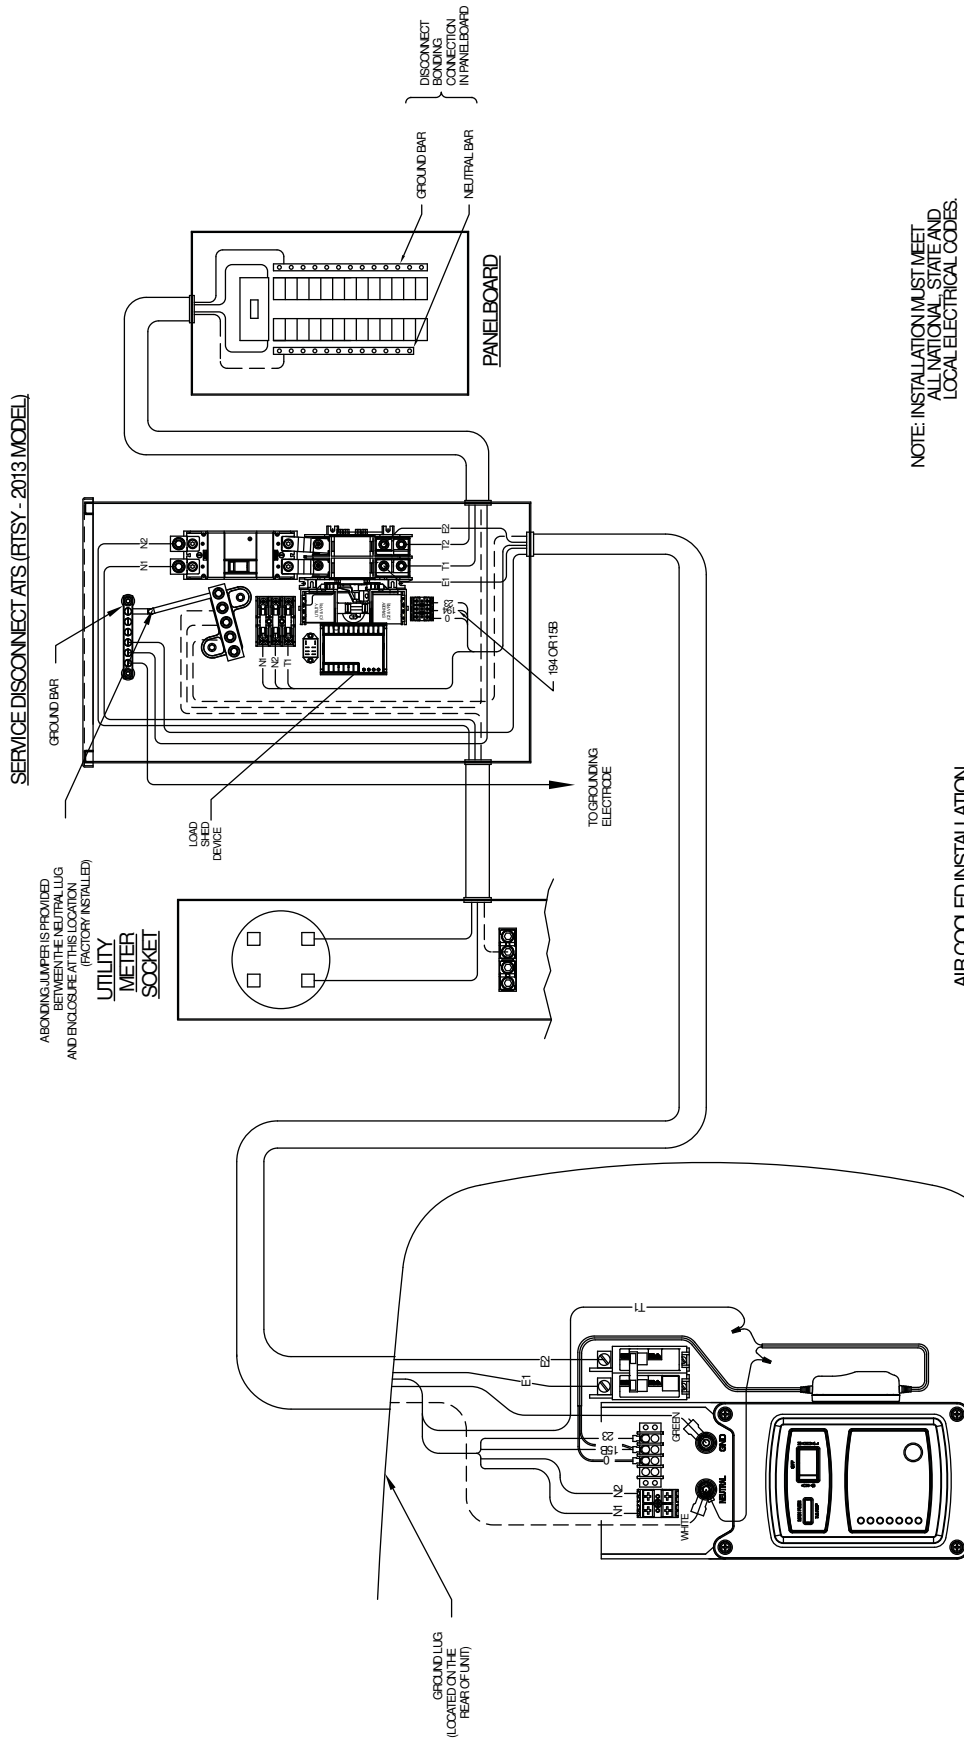 SERVICE DISCONNECT ATS (RTSY - 2013 MODEL)
GROUND BAR
A BONDING JUMPER IS PROVIDED
BETWEEN THE NEUTRAL LUG
AND ENCLOSURE AT THIS LOCATION
(FACTORY INSTALLED)
UTILITY
METER
SOCKET
LOAD
SHED
DEVICE
N1
N2
N1
N2
T1
E1
T1
T2
E2
0
194 OR 15B
TO GROUNDING
ELECTRODE
PANELBOARD
GROUND BAR
NEUTRAL BAR
DISCONNECT
BONDING
CONNECTION
IN PANELBOARD
GROUND LUG
(LOCATED ON THE
REAR OF UNIT)
E1
E2
T1
N1
N2
0
15B
23
WHITE
GREEN
NEUTRAL
GND
OFF
NOTE: INSTALLATION MUST MEET
ALL NATIONAL, STATE AND
LOCAL ELECTRICAL CODES.
AIR COOLED INSTALLATION